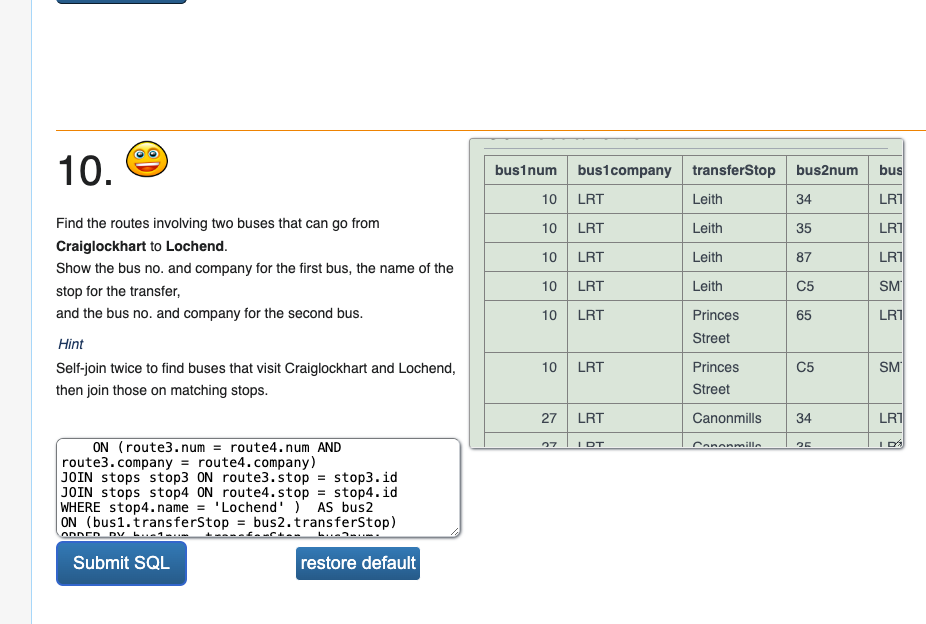 10.
Find the routes involving two buses that can go from
Craiglockhart to Lochend.
Show the bus no. and company for the first bus, the name of the
stop for the transfer,
and the bus no. and company for the second bus.
Hint
Self-join twice to find buses that visit Craiglockhart and Lochend,
then join those on matching stops.
ON (route3.num = route4.num AND
route3.company = route4.company)
JOIN stops stop3 ON route3.stop = stop3.id
JOIN stops stop4 ON route4.stop = stop4.id
WHERE stop4.name = 'Lochend' )  AS bus2
ON (bus1.transferStop = bus2.transferStop)
ORDER BY bus1num, transferStop, bus2num;
Submit SQL restore default
bus1num bus1company transferStop bus2num bus
10 LRT Leith 34 LRT
10 LRT Leith 35 LRT
10 LRT Leith 87 LRT
10 LRT Leith C5 SM
10 LRT Princes Street 65 LRT
10 LRT Princes Street C5 SM
27 LRT Canonmills 34 LRT
27 LRT Canonmills 35 LR